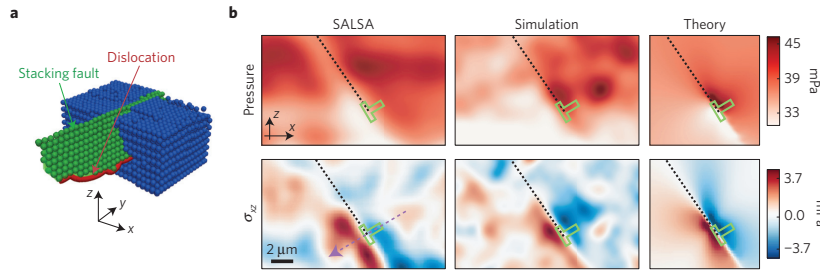 a
b
SALSA
Simulation
Theory
Dislocation
Stacking fault
Pressure
z
x
45
39
33
mPa
z
y
x
σxz
2 μm
3.7
0.0
−3.7